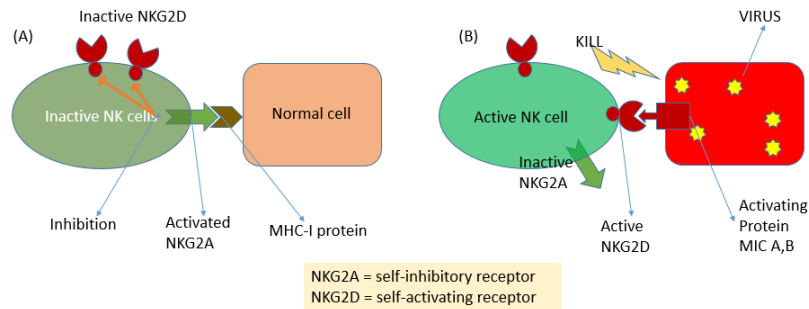 (A)
Inactive NKG2D
Inactive NK cells
Normal cell
Inhibition
Activated
NKG2A
MHC-I protein
(B)
KILL
VIRUS
Active NK cell
Inactive
NKG2A
Active
NKG2D
Activating
Protein
MIC A,B
NKG2A = self-inhibitory receptor
NKG2D = self-activating receptor